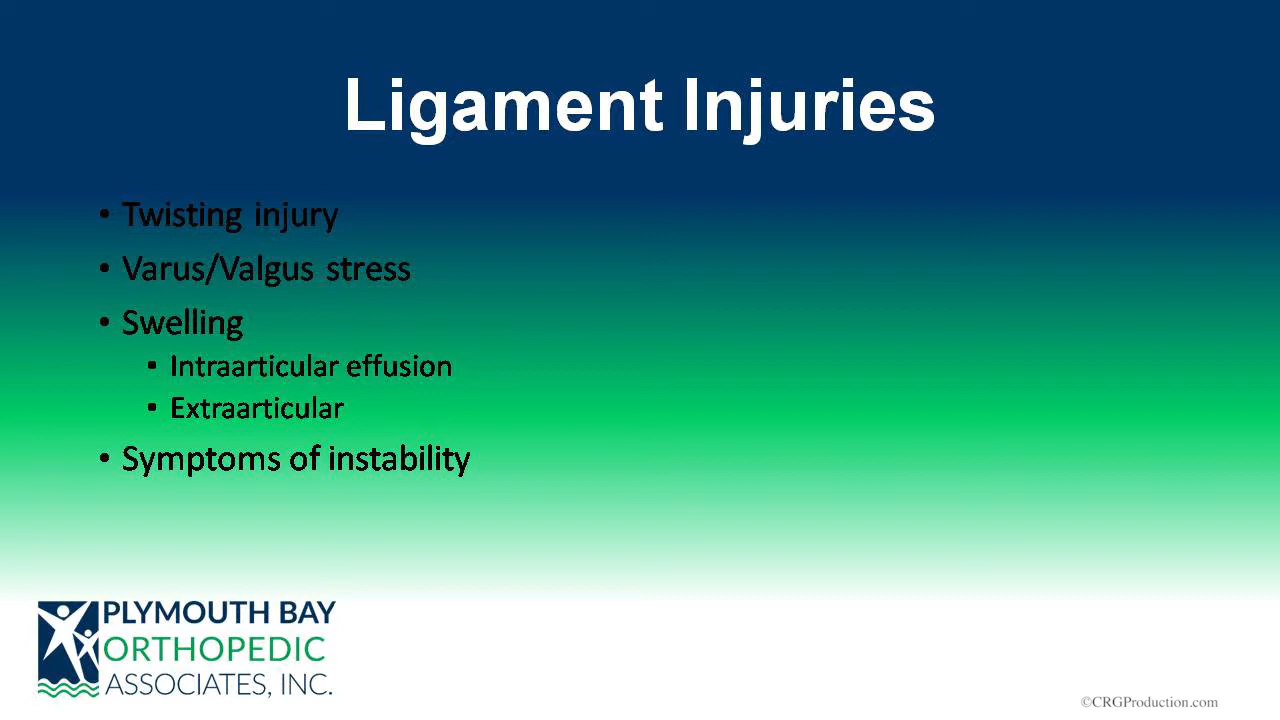 Ligament Injuries
• Twisting injury
• Varus/Valgus stress
• Swelling
• Intraarticular effusion
• Extraarticular
• Symptoms of instability
PLYMOUTH BAY
ORTHOPEDIC
ASSOCIATES, INC.
©CRGProduction.com